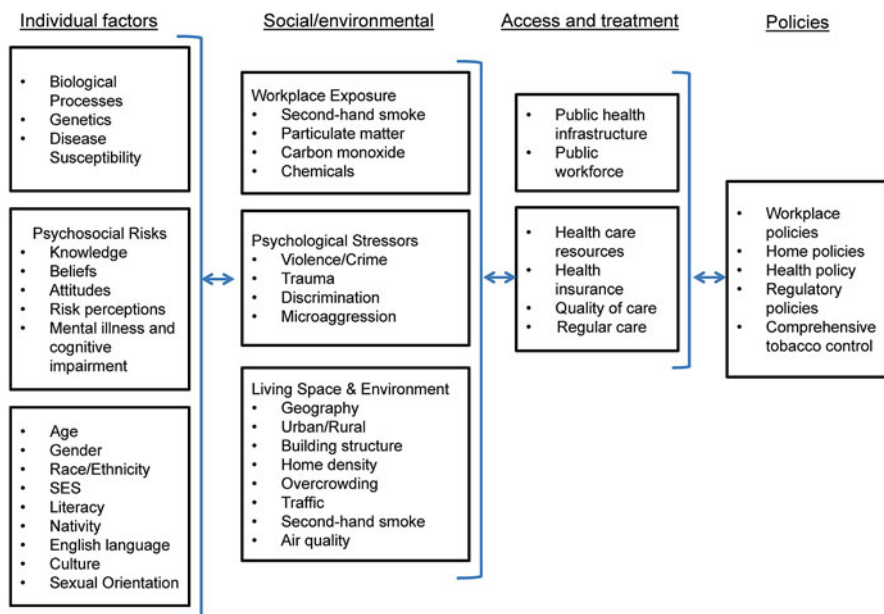 Individual factors
Biological
Processes
Genetics
Disease
Susceptibility
Psychosocial Risks
Knowledge
Beliefs
Attitudes
Risk perceptions
Mental illness and
cognitive
impairment
Age
Gender
Race/Ethnicity
SES
Literacy
Nativity
English language
Culture
Sexual Orientation
Social/environmental
Workplace Exposure
Second-hand smoke
Particulate matter
Carbon monoxide
Chemicals
Psychological Stressors
Violence/Crime
Trauma
Discrimination
Microaggression
Living Space & Environment
Geography
Urban/Rural
Building structure
Home density
Overcrowding
Traffic
Second-hand smoke
Air quality
Access and treatment
Public health
infrastructure
Public
workforce
Health care
resources
Health
insurance
Quality of care
Regular care
Policies
Workplace
policies
Home policies
Health policy
Regulatory
policies
Comprehensive
tobacco control